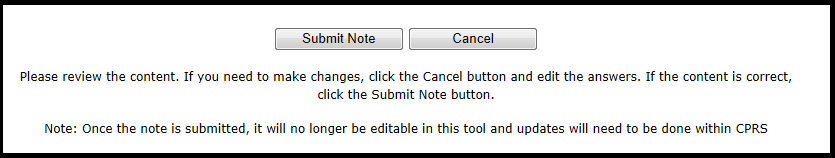 Submit Note Cancel
Please review the content. If you need to make changes, click the Cancel button and edit the answers. If the content is correct,
click the Submit Note button.
Note: Once the note is submitted, it will no longer be editable in this tool and updates will need to be done within CPRS